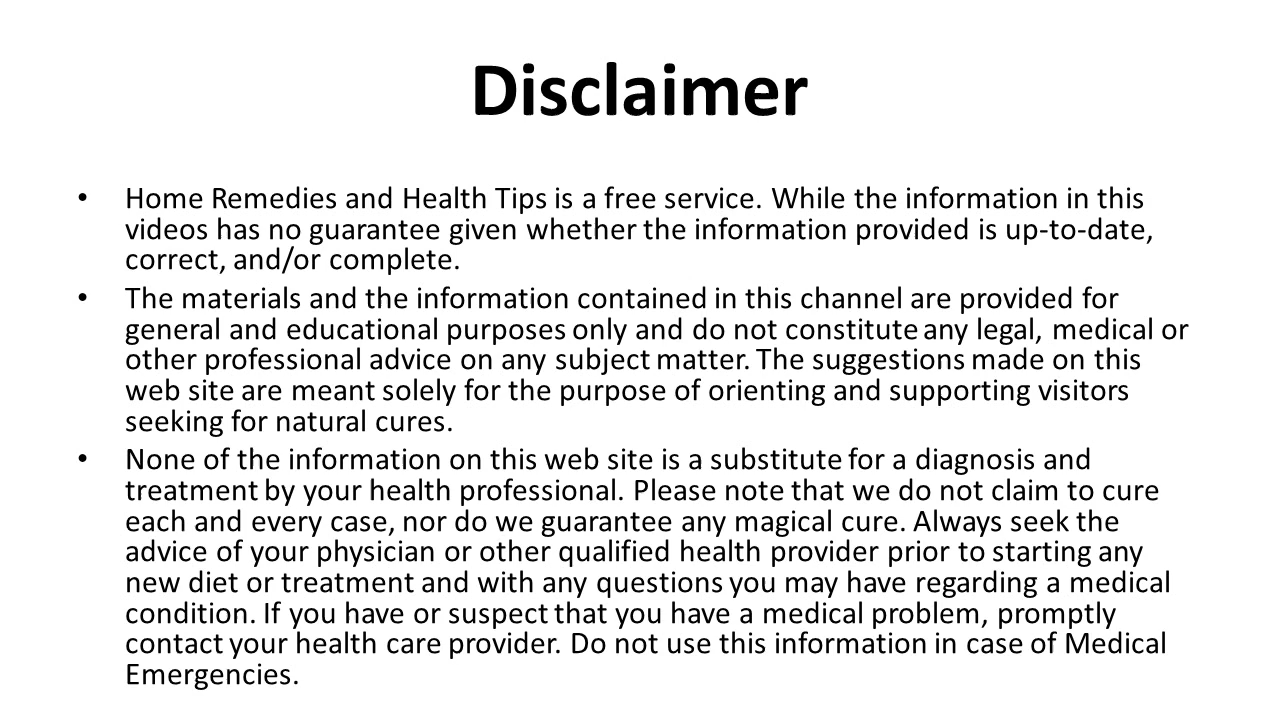 Disclaimer
• Home Remedies and Health Tips is a free service. While the information in this
videos has no guarantee given whether the information provided is up-to-date,
correct, and/or complete.
• The materials and the information contained in this channel are provided for
general and educational purposes only and do not constitute any legal, medical or
other professional advice on any subject matter. The suggestions made on this
web site are meant solely for the purpose of orienting and supporting visitors
seeking for natural cures.
• None of the information on this web site is a substitute for a diagnosis and
treatment by your health professional. Please note that we do not claim to cure
each and every case, nor do we guarantee any magical cure. Always seek the
advice of your physician or other qualified health provider prior to starting any
new diet or treatment and with any questions you may have regarding a medical
condition. If you have or suspect that you have a medical problem, promptly
contact your health care provider. Do not use this information in case of Medical
Emergencies.